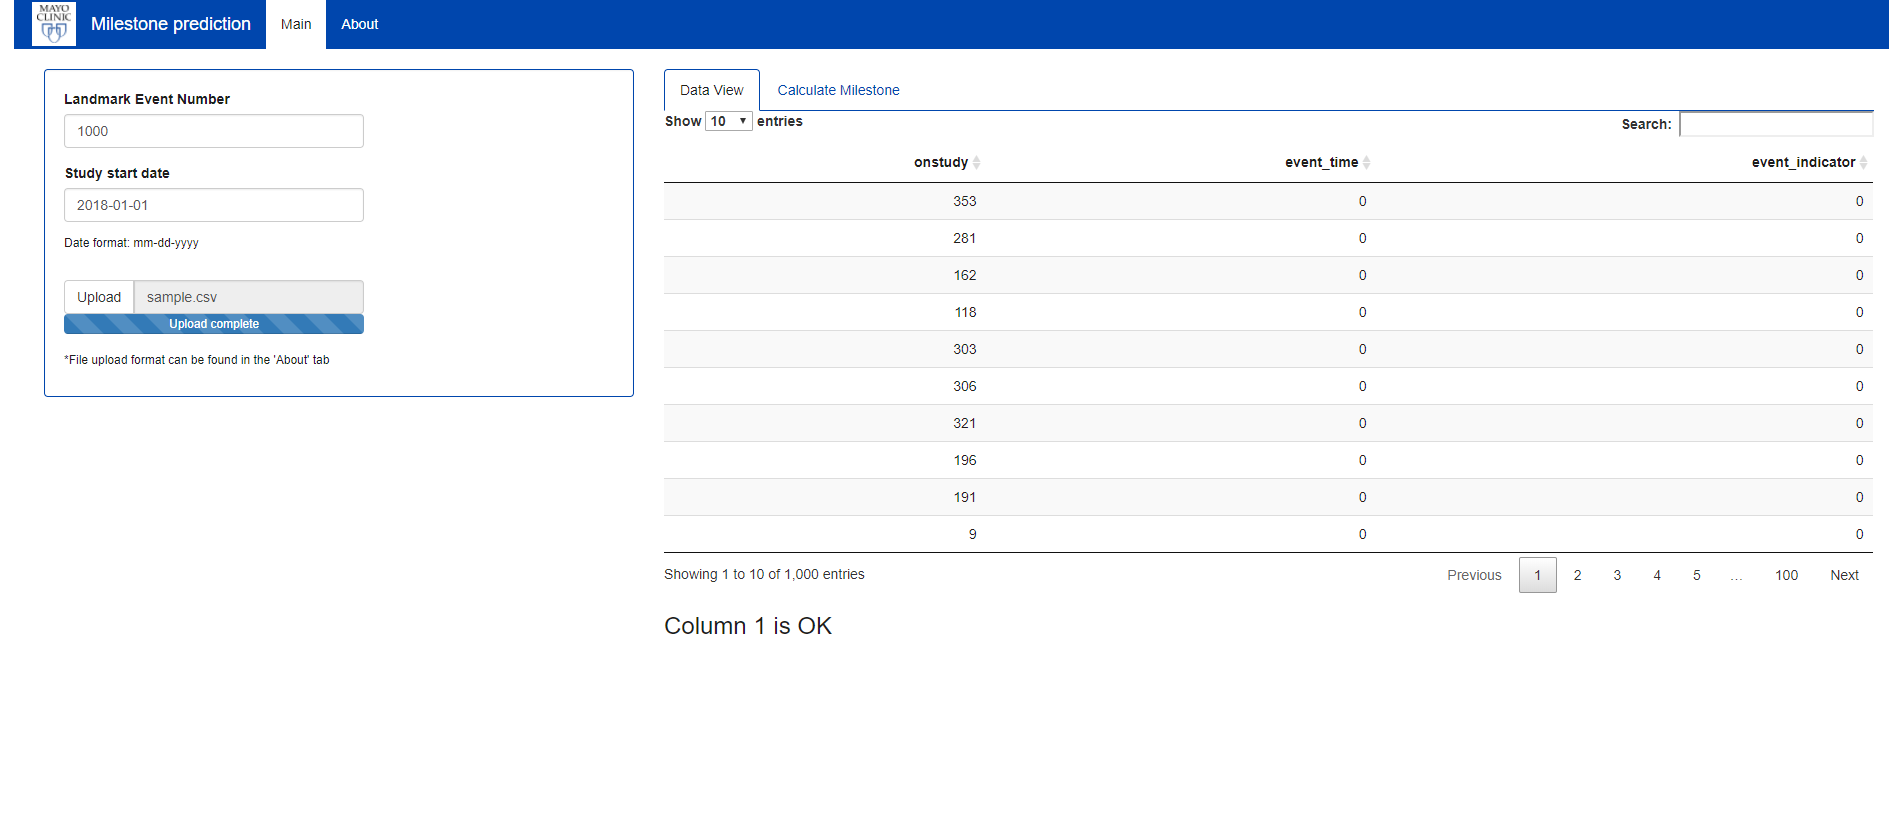 MAYO
CLINIC
Milestone prediction
Main
About
Landmark Event Number
1000
Study start date
2018-01-01
Date format: mm-dd-yyyy
Upload
sample.csv
Upload complete
*File upload format can be found in the 'About' tab
Data View
Calculate Milestone
Show 10 entries
Search:
onstudy event_time event_indicator
353 0 0
281 0 0
162 0 0
118 0 0
303 0 0
306 0 0
321 0 0
196 0 0
191 0 0
9 0 0
Showing 1 to 10 of 1,000 entries
Previous 1 2 3 4 5 … 100 Next
Column 1 is OK